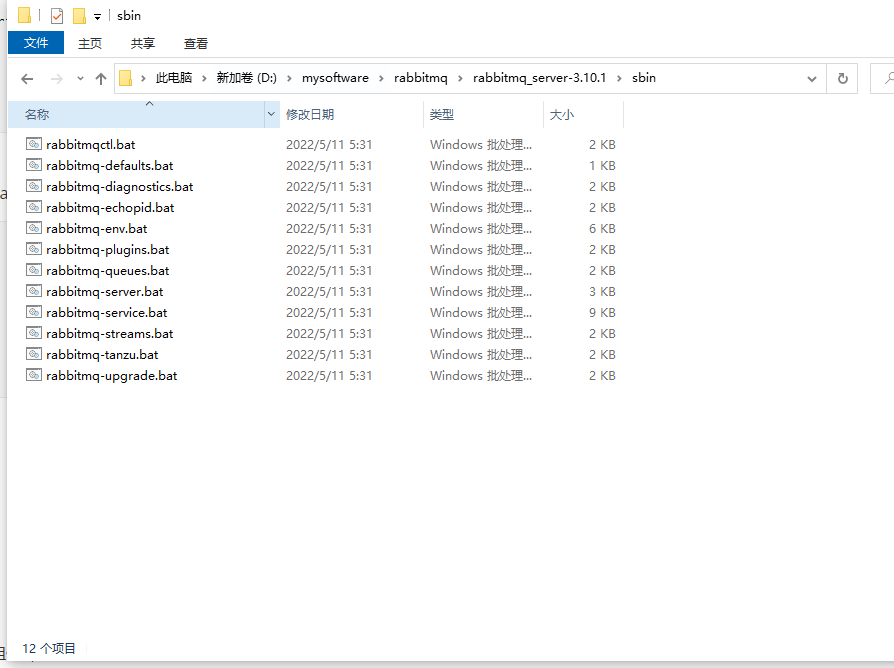 sbin
文件 主页 共享 查看
此电脑 新加卷 (D:) mysoftware rabbitmq rabbitmq_server-3.10.1 sbin
名称 修改日期 类型 大小
rabbitmqctl.bat 2022/5/11 5:31 Windows 批处理... 2 KB
rabbitmq-defaults.bat 2022/5/11 5:31 Windows 批处理... 1 KB
rabbitmq-diagnostics.bat 2022/5/11 5:31 Windows 批处理... 2 KB
rabbitmq-echopid.bat 2022/5/11 5:31 Windows 批处理... 2 KB
rabbitmq-env.bat 2022/5/11 5:31 Windows 批处理... 6 KB
rabbitmq-plugins.bat 2022/5/11 5:31 Windows 批处理... 2 KB
rabbitmq-queues.bat 2022/5/11 5:31 Windows 批处理... 2 KB
rabbitmq-server.bat 2022/5/11 5:31 Windows 批处理... 3 KB
rabbitmq-service.bat 2022/5/11 5:31 Windows 批处理... 9 KB
rabbitmq-streams.bat 2022/5/11 5:31 Windows 批处理... 2 KB
rabbitmq-tanzu.bat 2022/5/11 5:31 Windows 批处理... 2 KB
rabbitmq-upgrade.bat 2022/5/11 5:31 Windows 批处理... 2 KB
12 个项目